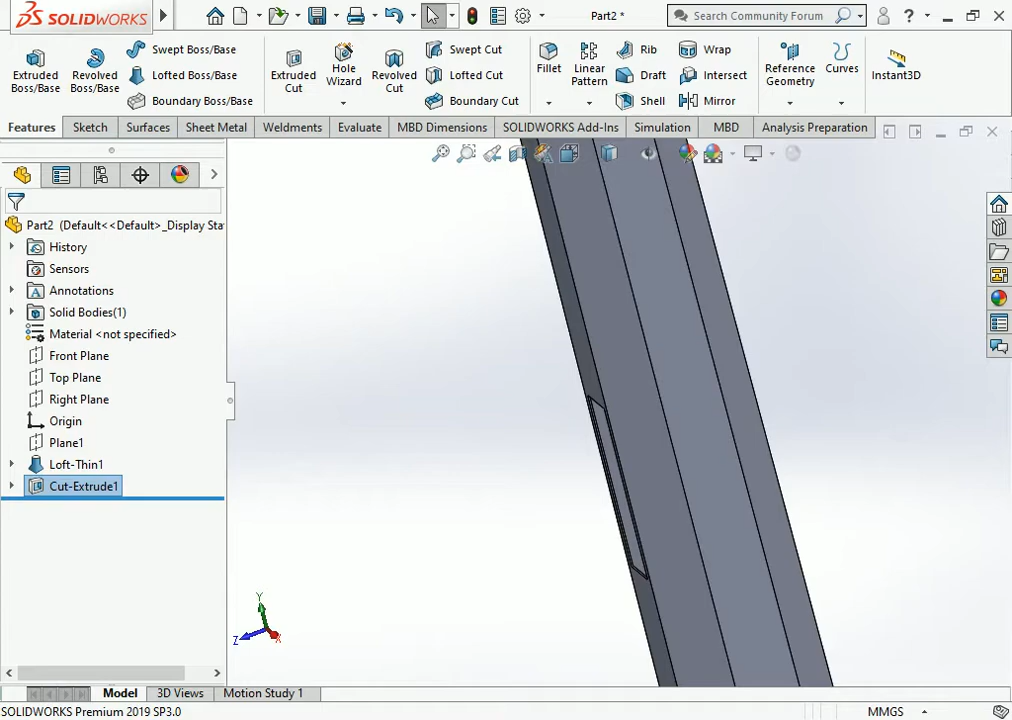 SOLIDWORKS
Part2 *
Search Community Forum
?
Extruded Boss/Base
Revolved Boss/Base
Swept Boss/Base
Lofted Boss/Base
Boundary Boss/Base
Extruded Cut
Hole Wizard
Revolved Cut
Swept Cut
Lofted Cut
Boundary Cut
Fillet
Linear Pattern
Rib
Draft
Shell
Wrap
Intersect
Mirror
Reference Geometry
Curves
Instant3D
Features
Sketch
Surfaces
Sheet Metal
Weldments
Evaluate
MBD Dimensions
SOLIDWORKS Add-Ins
Simulation
MBD
Analysis Preparation
Part2 (Default<<Default>_Display Sta
History
Sensors
Annotations
Solid Bodies(1)
Material <not specified>
Front Plane
Top Plane
Right Plane
Origin
Plane1
Loft-Thin1
Cut-Extrude1
Y
Z
X
Model
3D Views
Motion Study 1
SOLIDWORKS Premium 2019 SP3.0
MMGS